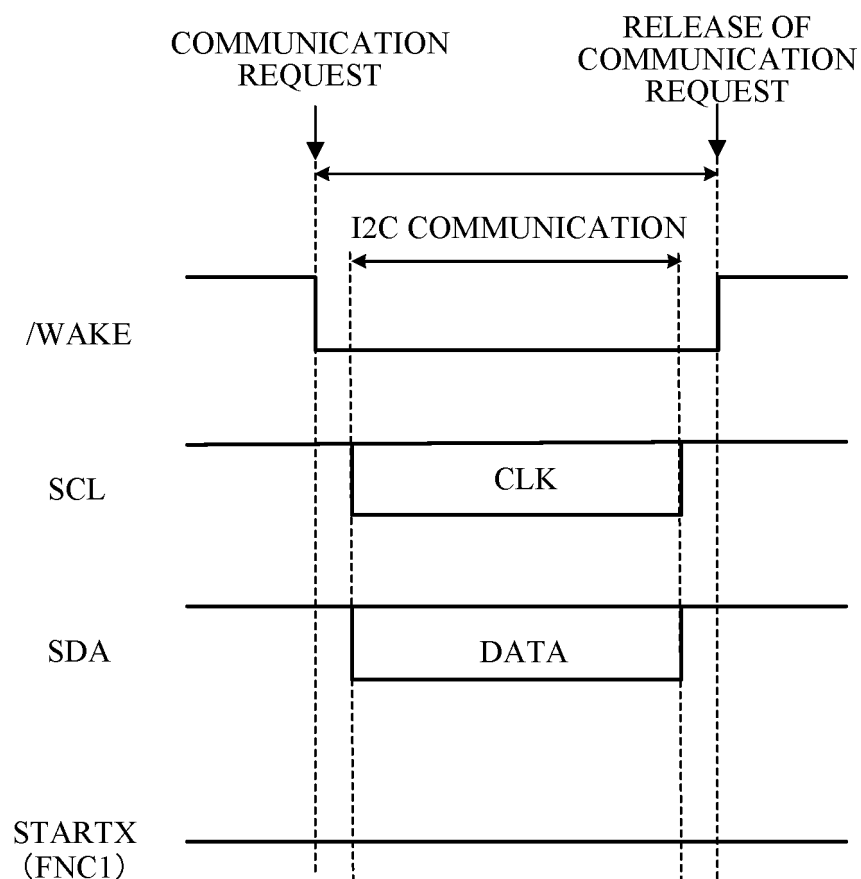 COMMUNICATION
REQUEST
RELEASE OF
COMMUNICATION
REQUEST
I2C COMMUNICATION
/WAKE
SCL
CLK
SDA
DATA
STARTX
(FNC1)